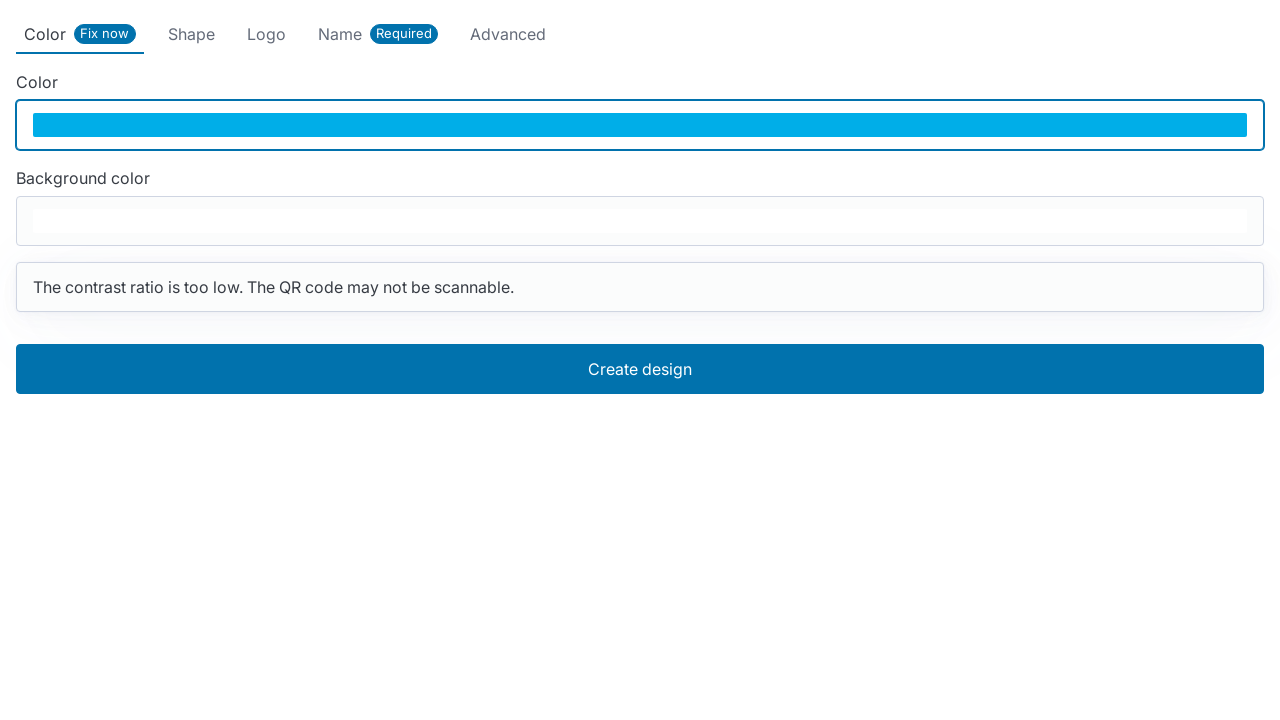 Color Fix now Shape Logo Name Required Advanced
Color
Background color
The contrast ratio is too low. The QR code may not be scannable.
Create design